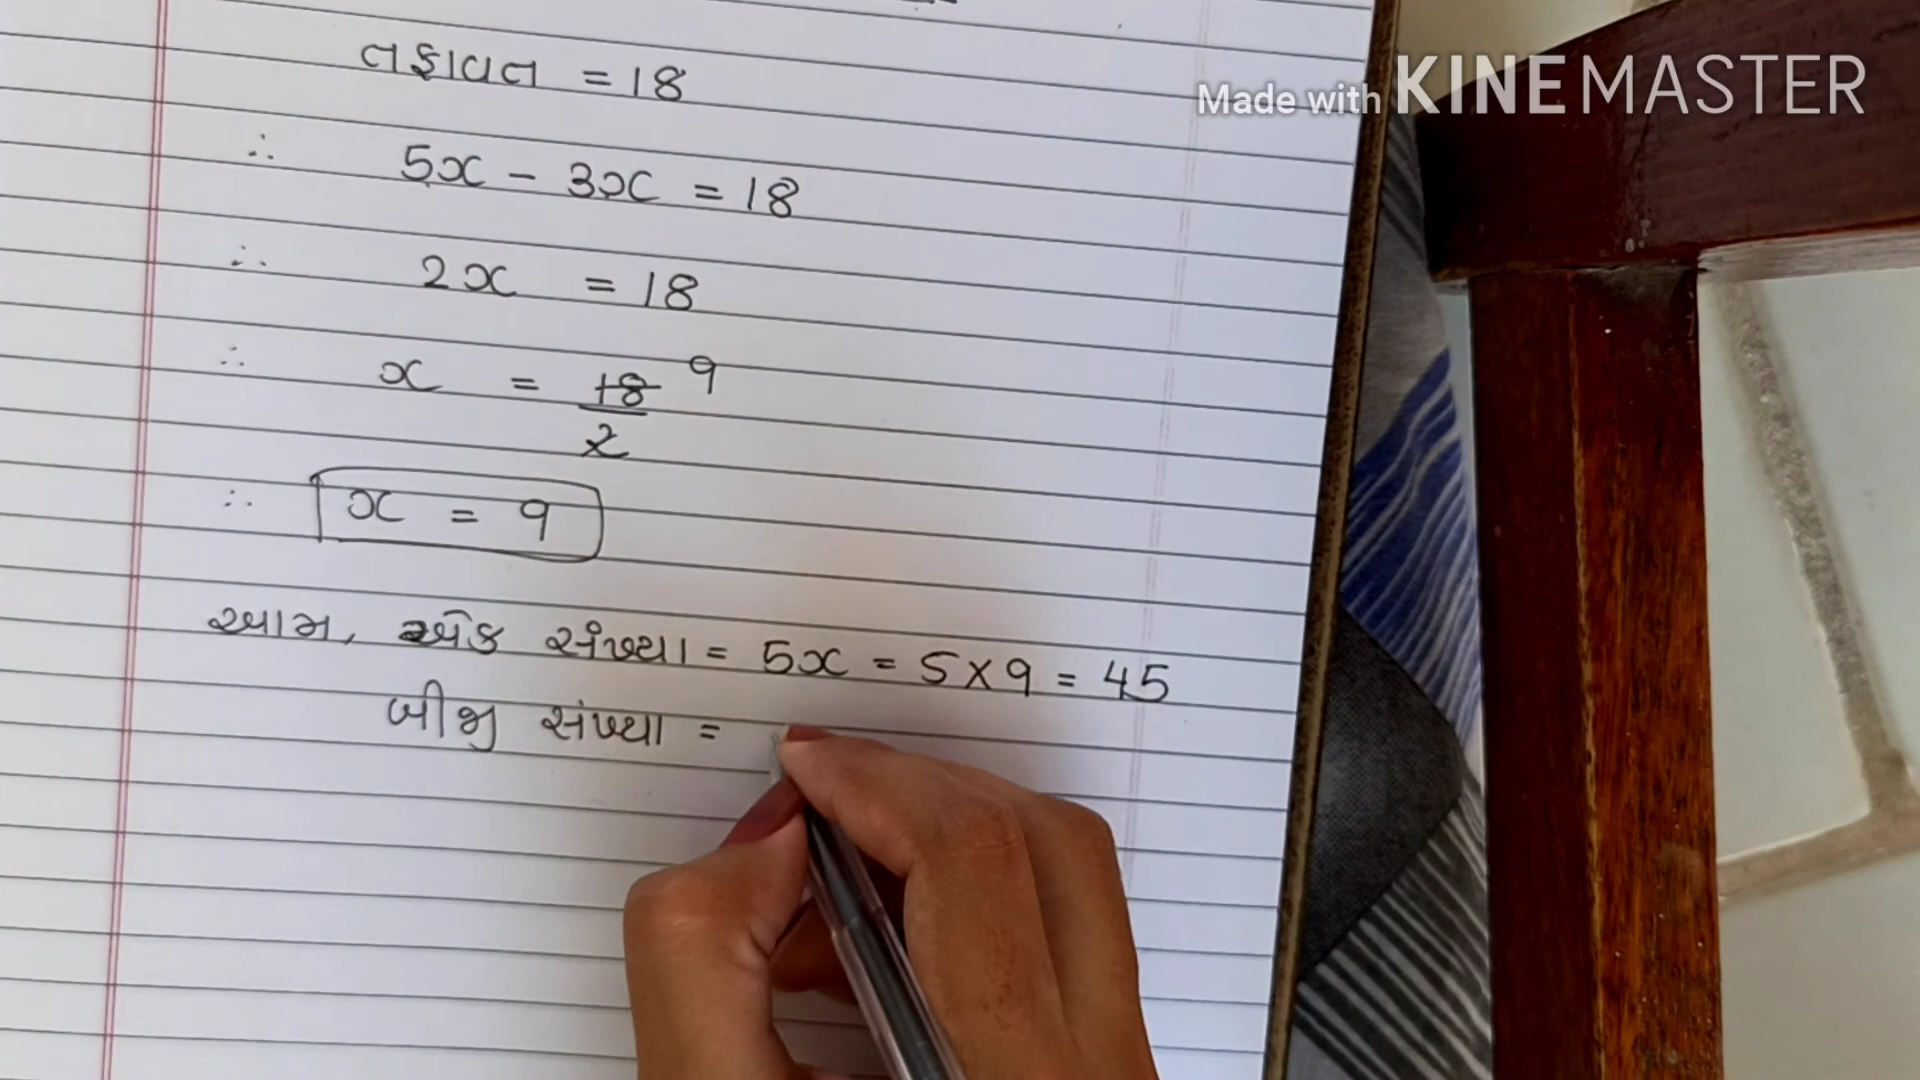 તફાવત = 18
Made with KINEMASTER
∴ 5x - 3x = 18
∴ 2x = 18
∴ x = 18/2 9
∴ x = 9
આમ, એક સંખ્યા = 5x = 5 × 9 = 45
બીજી સંખ્યા =